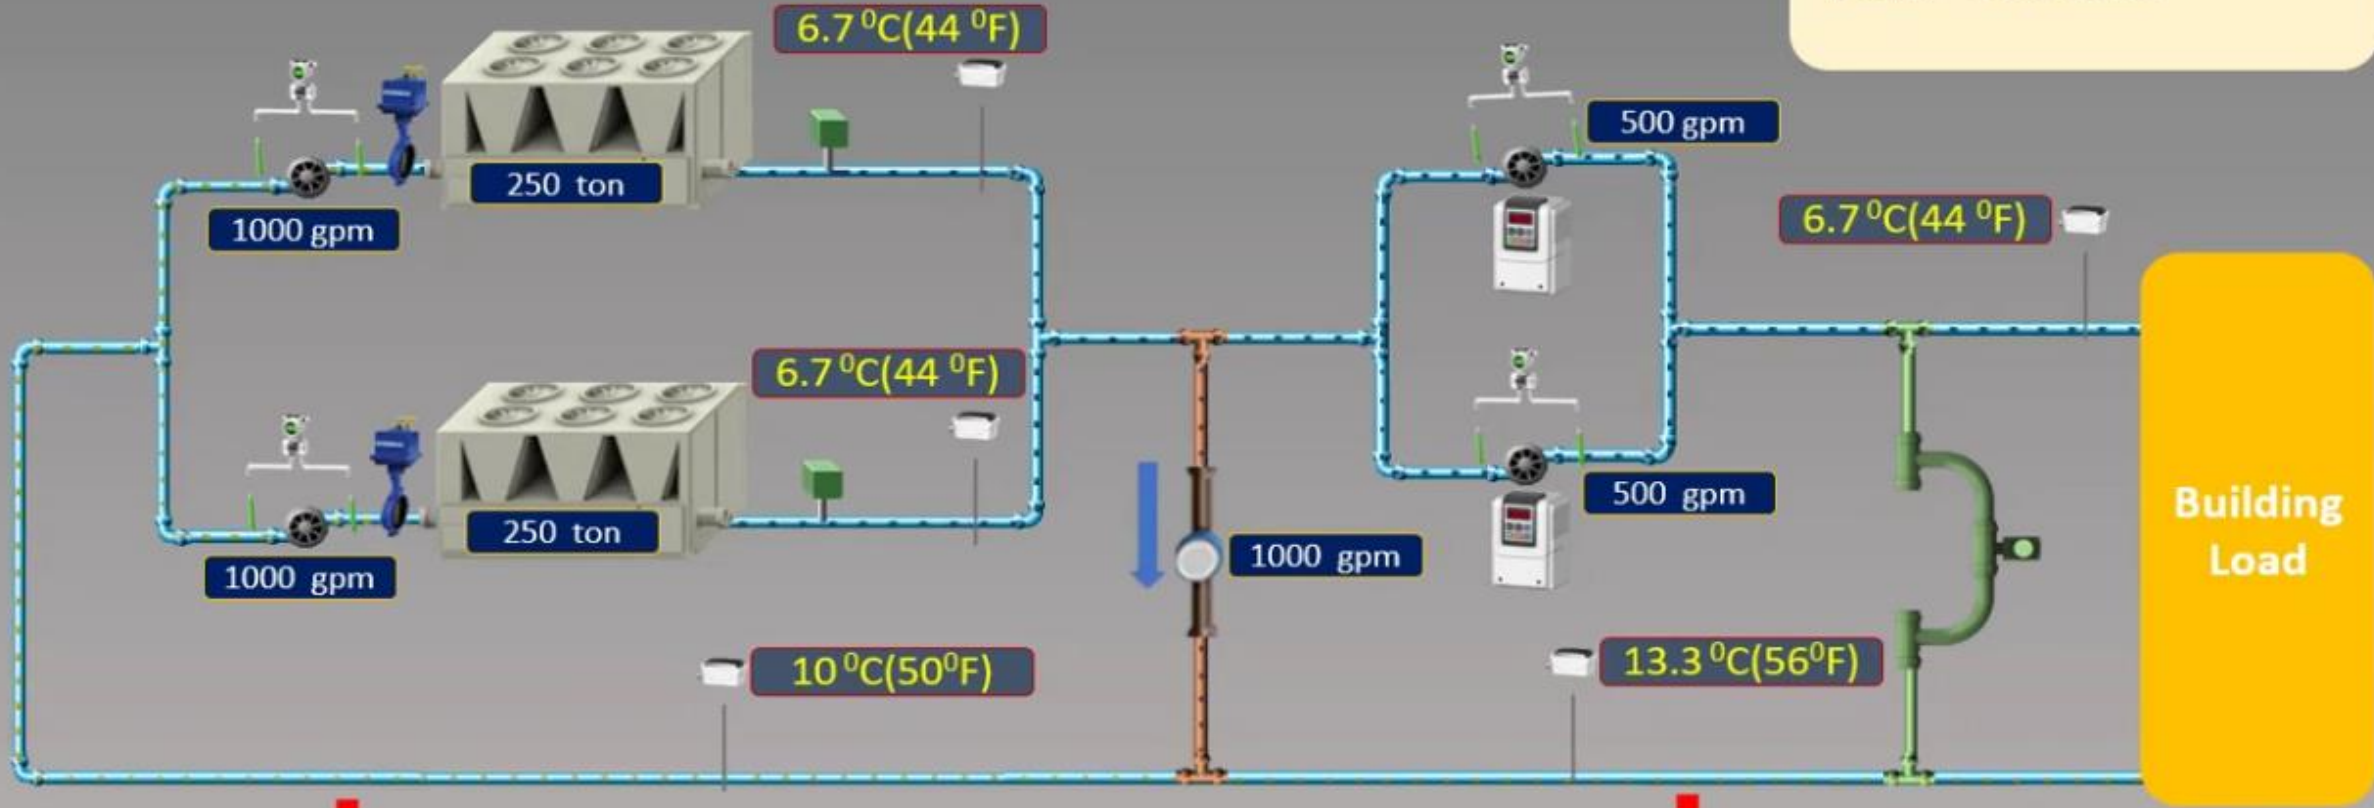 6.7 ⁰C(44 ⁰F)
500 gpm
250 ton
1000 gpm
6.7 ⁰C(44 ⁰F)
6.7 ⁰C(44 ⁰F)
500 gpm
250 ton
1000 gpm
1000 gpm
Building
Load
10 ⁰C(50⁰F)
13.3 ⁰C(56⁰F)